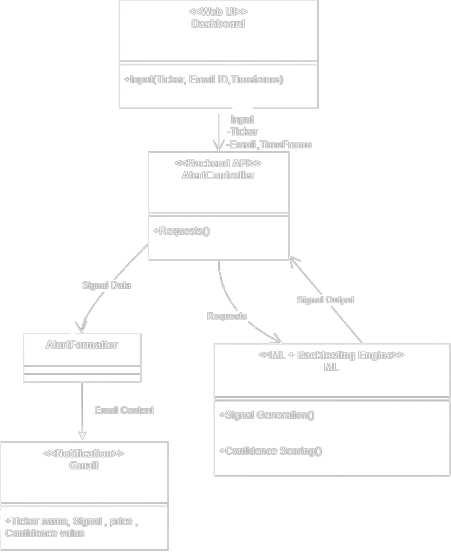 <<Web UI>>
Dashboard
+Input(Ticker, Email ID,Timeframe)
Input
-Ticker
-Email,TimeFrame
<<Backend API>>
AlertController
+Requests()
Signal Data
Signal Output
Requests
AlertFormatter
<<ML + Backtesting Engine>>
ML
+Signal Generation()
+Confidence Scoring()
Email Content
<<Notification>>
Gmail
+Ticker name, Signal , price ,
Confidence value